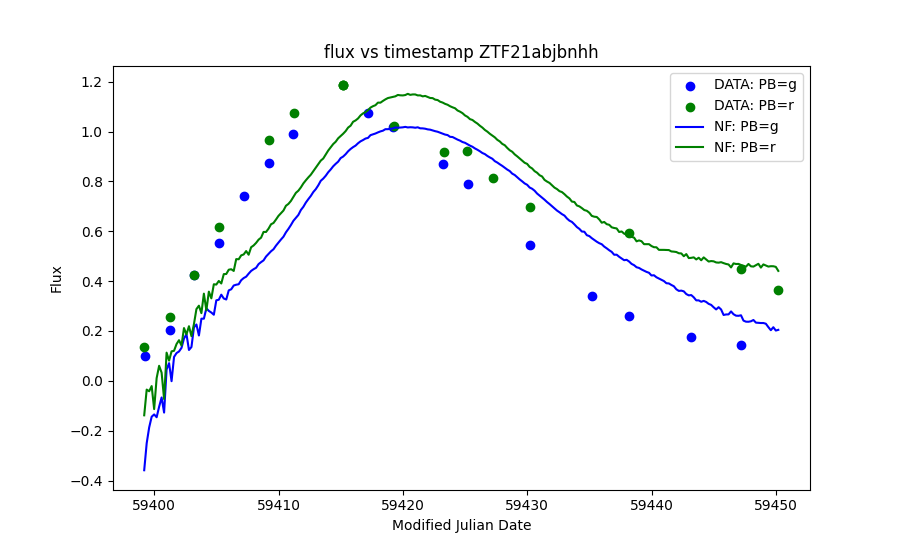 flux vs timestamp ZTF21abjbnhh
DATA: PB=g
DATA: PB=r
NF: PB=g
NF: PB=r
1.2
1.0
0.8
0.6
0.4
0.2
0.0
−0.2
−0.4
Flux
59400
59410
59420
59430
59440
59450
Modified Julian Date